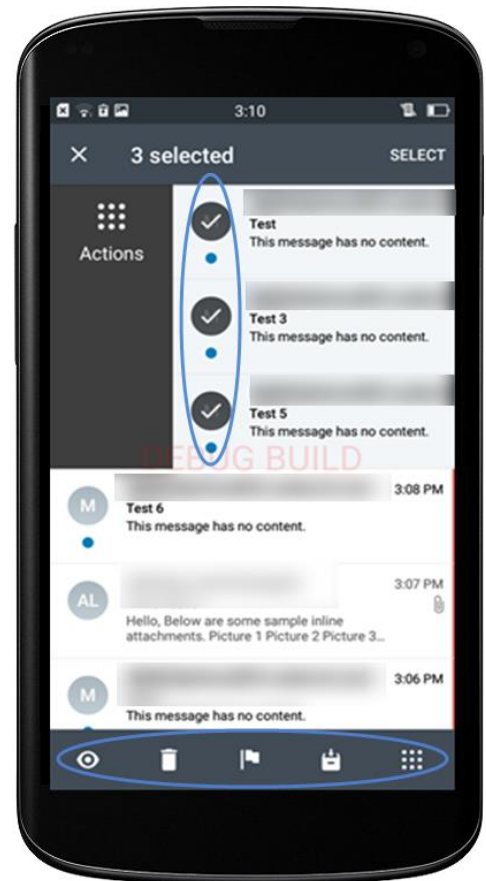 3:10
3 selected
SELECT
Actions
Test
This message has no content.
Test 3
This message has no content.
Test 5
This message has no content.
DEBUG BUILD
M
3:08 PM
Test 6
This message has no content.
AL
3:07 PM
Hello, Below are some sample inline
attachments. Picture 1 Picture 2 Picture 3...
M
3:06 PM
This message has no content.